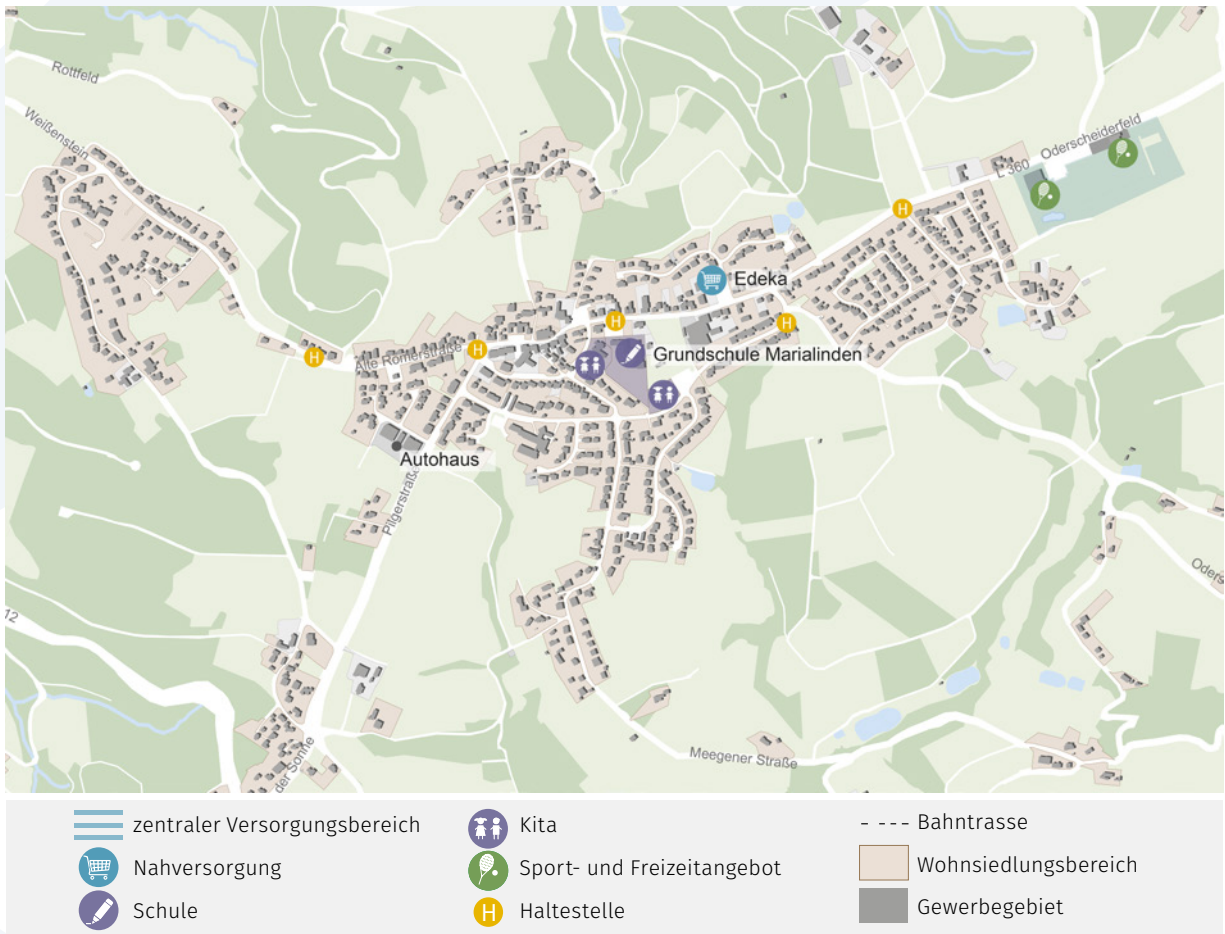 Rottfeld
Weißenstein
L 360 Oderscheiderfeld
H
Edeka
H
H
Alte Römerstraße
H
H
Grundschule Marialinden
Autohaus
Pilgerstraße
Oders
12
der Sonne
Meegener Straße
zentraler Versorgungsbereich
Nahversorgung
Schule
Kita
Sport- und Freizeitangebot
H Haltestelle
Bahntrasse
Wohnsiedlungsbereich
Gewerbegebiet